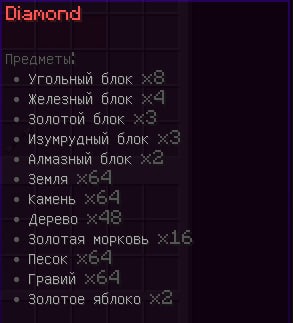 Diamond
Предметы:
• Угольный блок x8
• Железный блок x4
• Золотой блок x3
• Изумрудный блок x3
• Алмазный блок x2
• Земля x64
• Камень x64
• Дерево x48
• Золотая морковь x16
• Песок x64
• Гравий x64
• Золотое яблоко x2